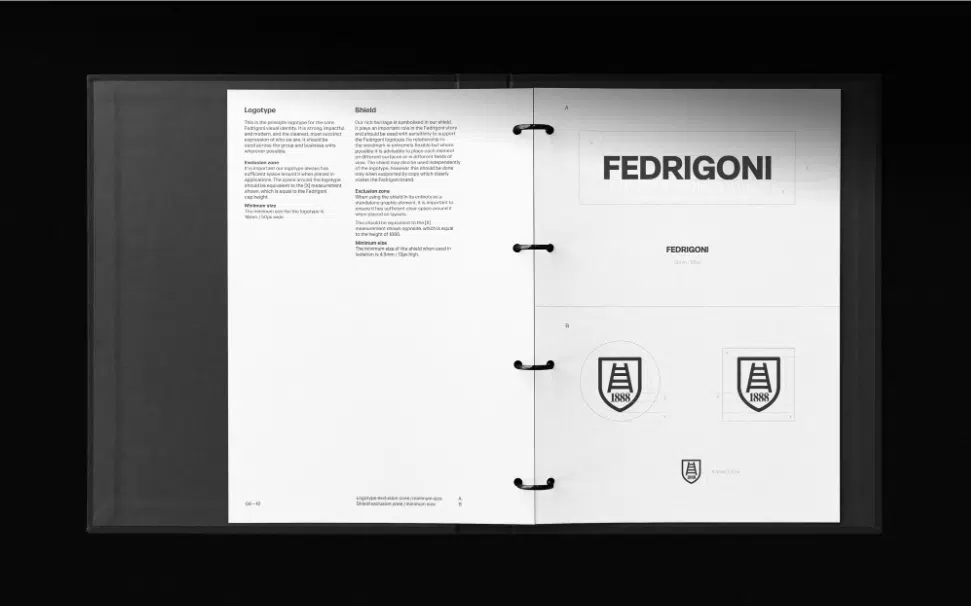 Logotype
This is the principle logotype for the core
Fedrigoni visual identity. It is strong, impactful
and modern, and the clearest, most succinct
expression of who we are. It should be
used across the group and business units
wherever possible.
Exclusion zone
It is important our logotype always has
sufficient space around it when placed in
applications. The space around the logotype
should be equivalent to the [X] measurement
shown, which is equal to the Fedrigoni
cap height.
Minimum size
The minimum size for the logotype is
wide.
Shield
Our rich heritage is symbolised in our shield.
It plays an important role in the Fedrigoni story
and should be used with sensitivity to support
the Fedrigoni logotype. Its relationship to
the wordmark is extremely flexible but where
possible it is advisable to place each element
on different surfaces or in different fields of
view. The shield may also be used independently
of the logotype, however this should be done
only when supported by copy which clearly
states the Fedrigoni brand.
Exclusion zone
When using the shield in its entirety as a
standalone graphic element, it is important to
ensure it has sufficient clear space around it
when placed on layouts.
This should be equivalent to the [X]
measurement shown opposite, which is equal
to the height of 1888.
Minimum size
The minimum size of the shield when used in
isolation is high.
Logotype exclusion zone / minimum size A
Shield exclusion zone / minimum size B
A
FEDRIGONI
FEDRIGONI
B
1888
1888
1888